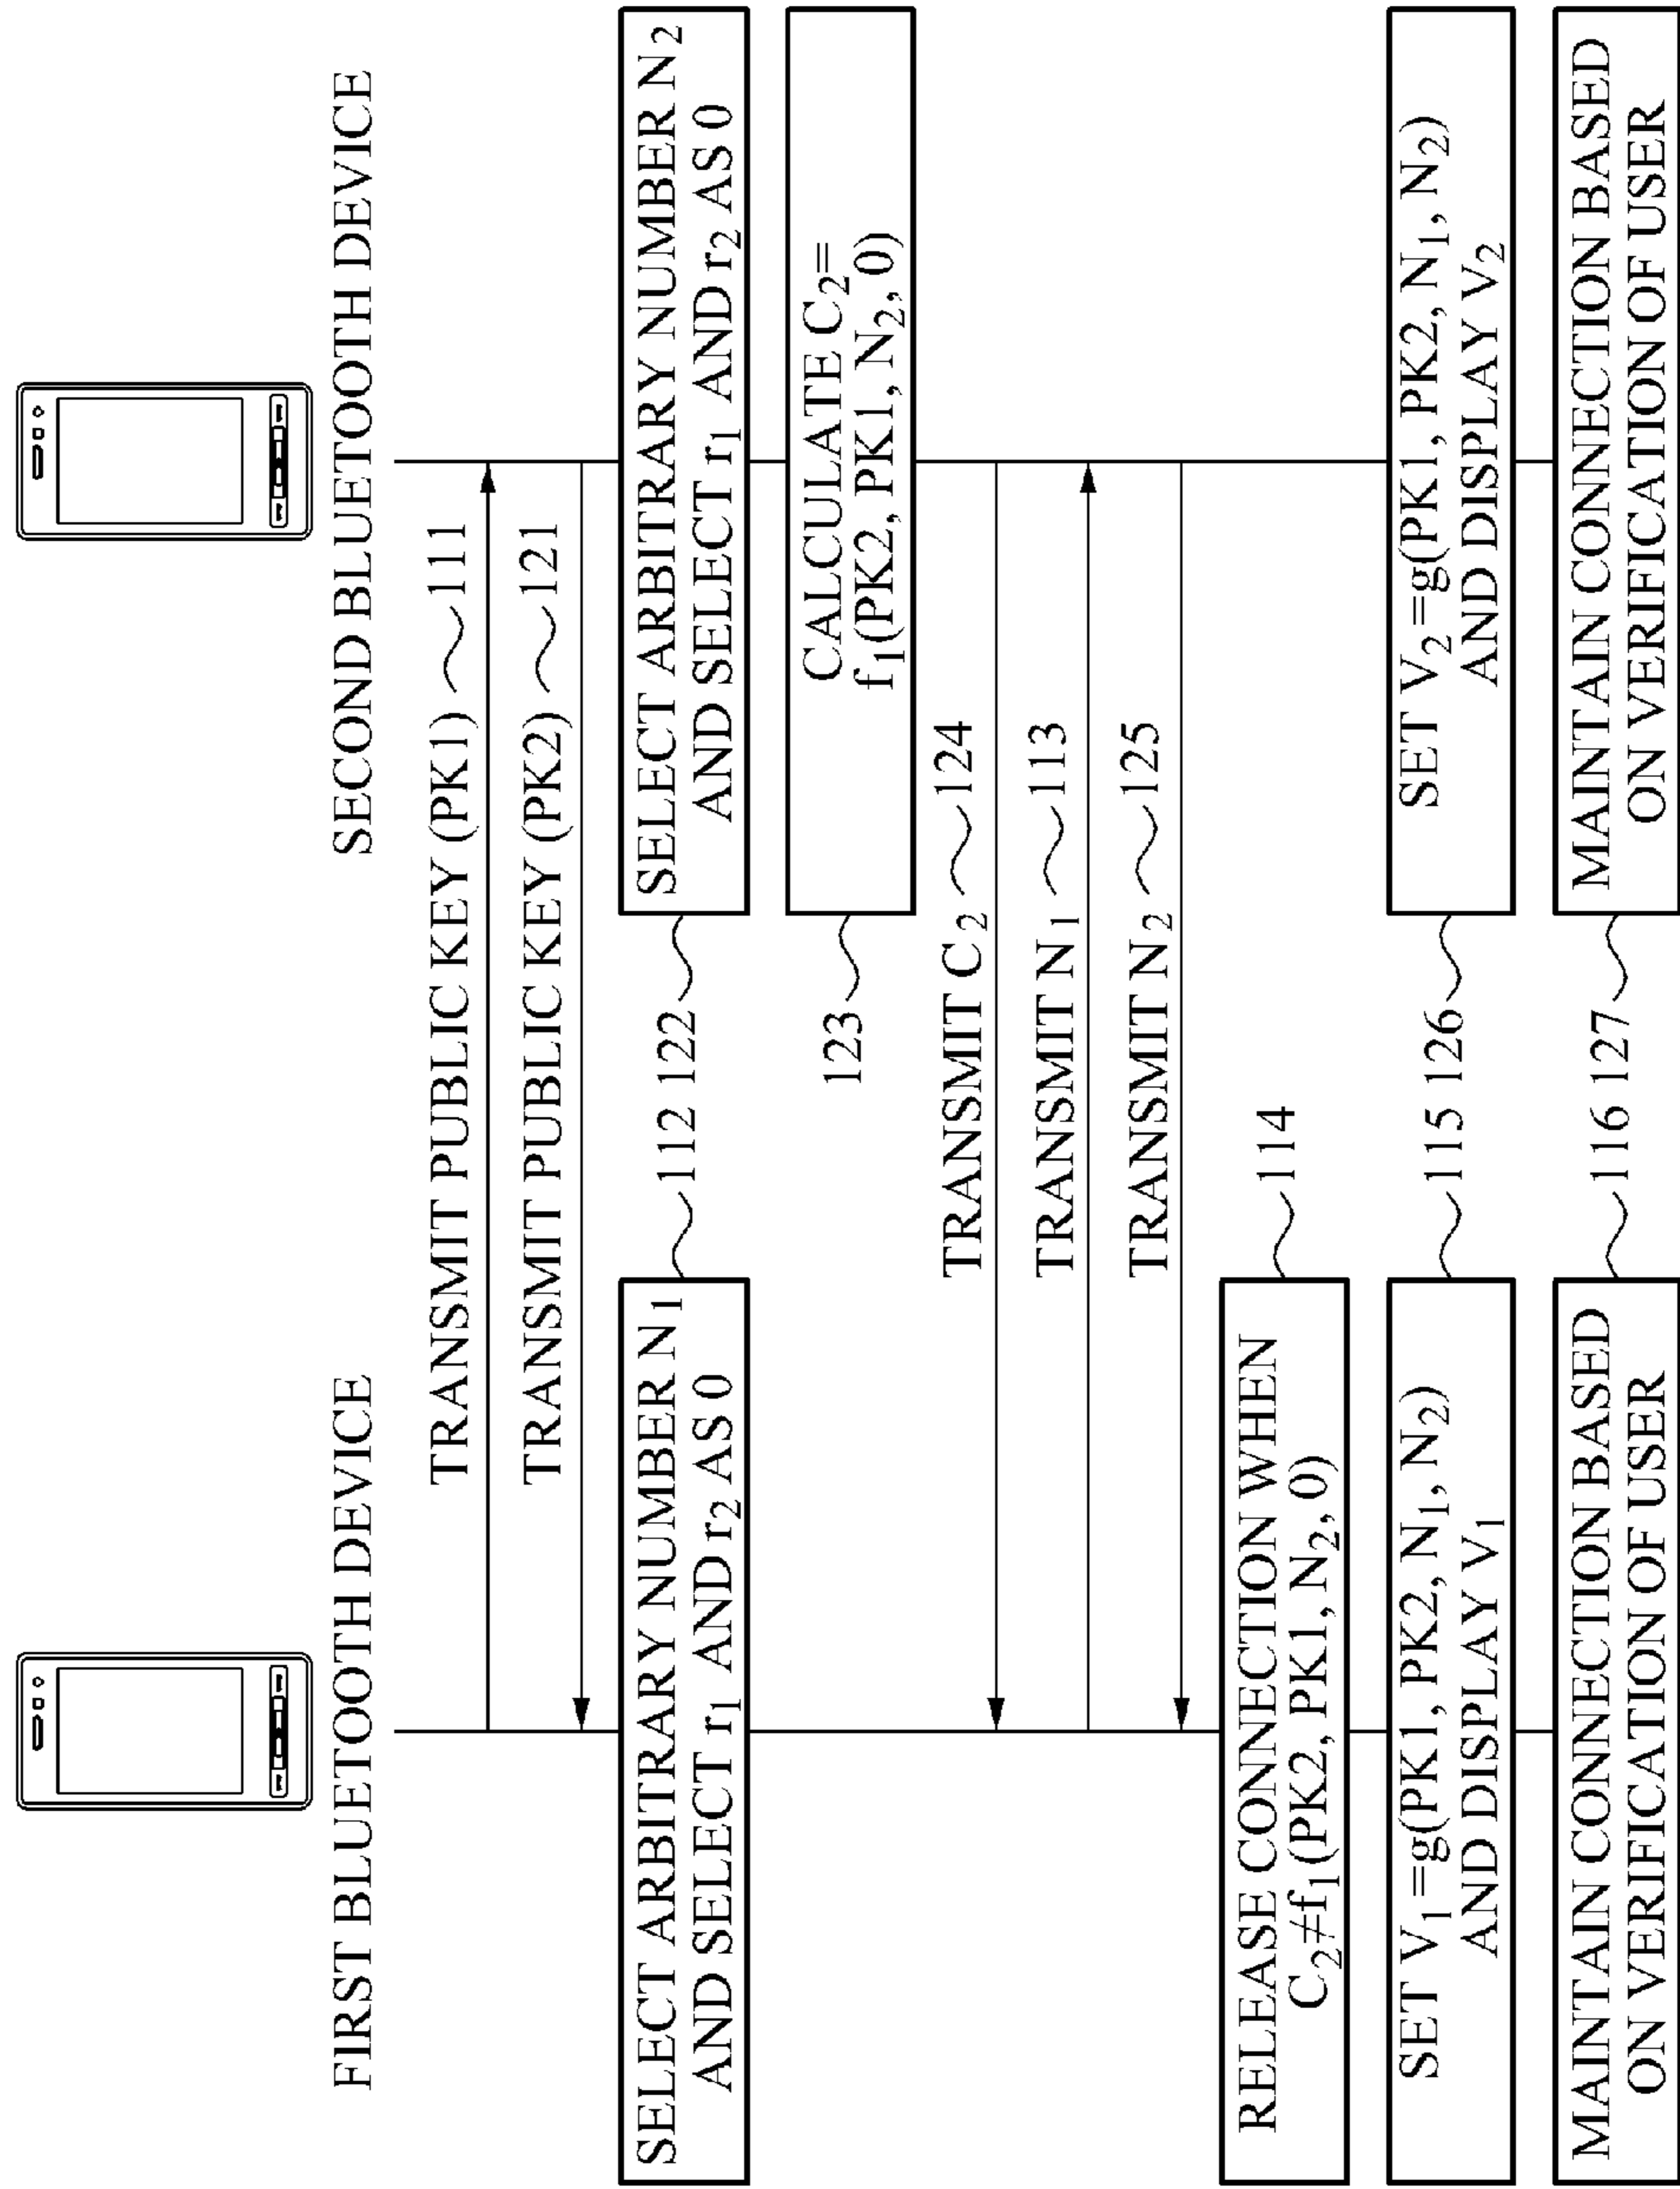 FIRST BLUETOOTH DEVICE
SECOND BLUETOOTH DEVICE
TRANSMIT PUBLIC KEY (PK1) 111
TRANSMIT PUBLIC KEY (PK2) 121
SELECT ARBITRARY NUMBER N₁
AND SELECT r₁ AND r₂ AS 0
112
122
SELECT ARBITRARY NUMBER N₂
AND SELECT r₁ AND r₂ AS 0
123
CALCULATE C₂=
f₁(PK2, PK1, N₂, 0)
TRANSMIT C₂ 124
TRANSMIT N₁ 113
TRANSMIT N₂ 125
RELEASE CONNECTION WHEN
C₂≠f₁(PK2, PK1, N₂, 0)
114
SET V₁=g(PK1, PK2, N₁, N₂)
AND DISPLAY V₁
115
126
SET V₂=g(PK1, PK2, N₁, N₂)
AND DISPLAY V₂
MAINTAIN CONNECTION BASED
ON VERIFICATION OF USER
116
127
MAINTAIN CONNECTION BASED
ON VERIFICATION OF USER